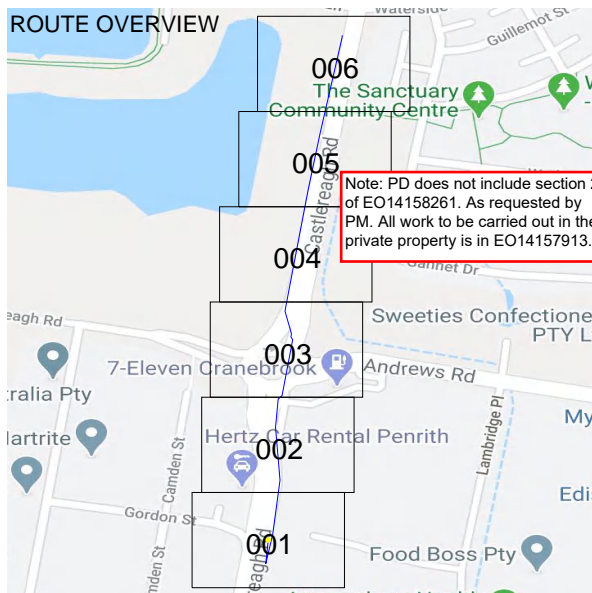 ROUTE OVERVIEW
Waterside
Guillemot St
006
The Sanctuary
Community Centre
W
005
Castlereagh Rd
Note: PD does not include section 2
of EO14158261. As requested by
PM. All work to be carried out in the
private property is in EO14157913.
004
Gannet Dr
eagh Rd
Sweeties Confectione
PTY L
003
7-Eleven Cranebrook
Andrews Rd
tralia Pty
Lambridge Pl
My
Hertz Car Rental Penrith
002
artrite
Camden St
Edis
Gordon St
001
eagh Rd
Food Boss Pty
mden St